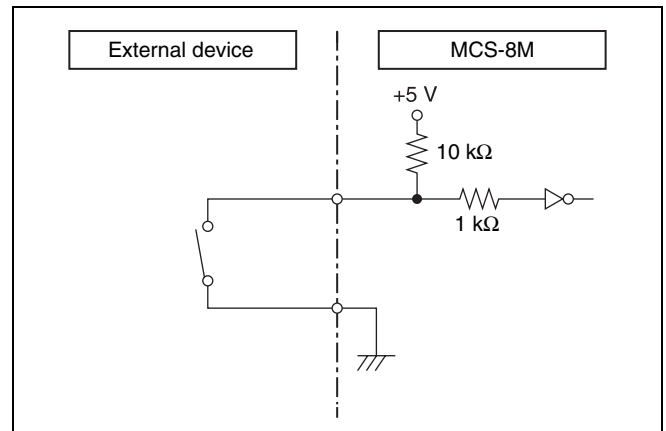 External device
MCS-8M
+5 V
10 kΩ
1 kΩ